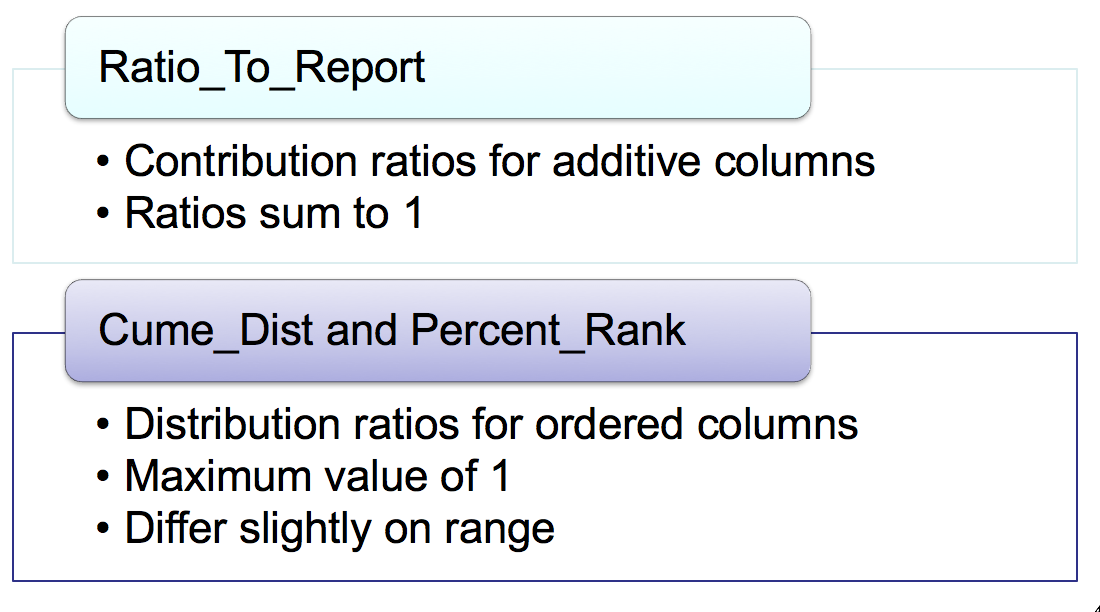 Ratio_To_Report
• Contribution ratios for additive columns
• Ratios sum to 1
Cume_Dist and Percent_Rank
• Distribution ratios for ordered columns
• Maximum value of 1
• Differ slightly on range